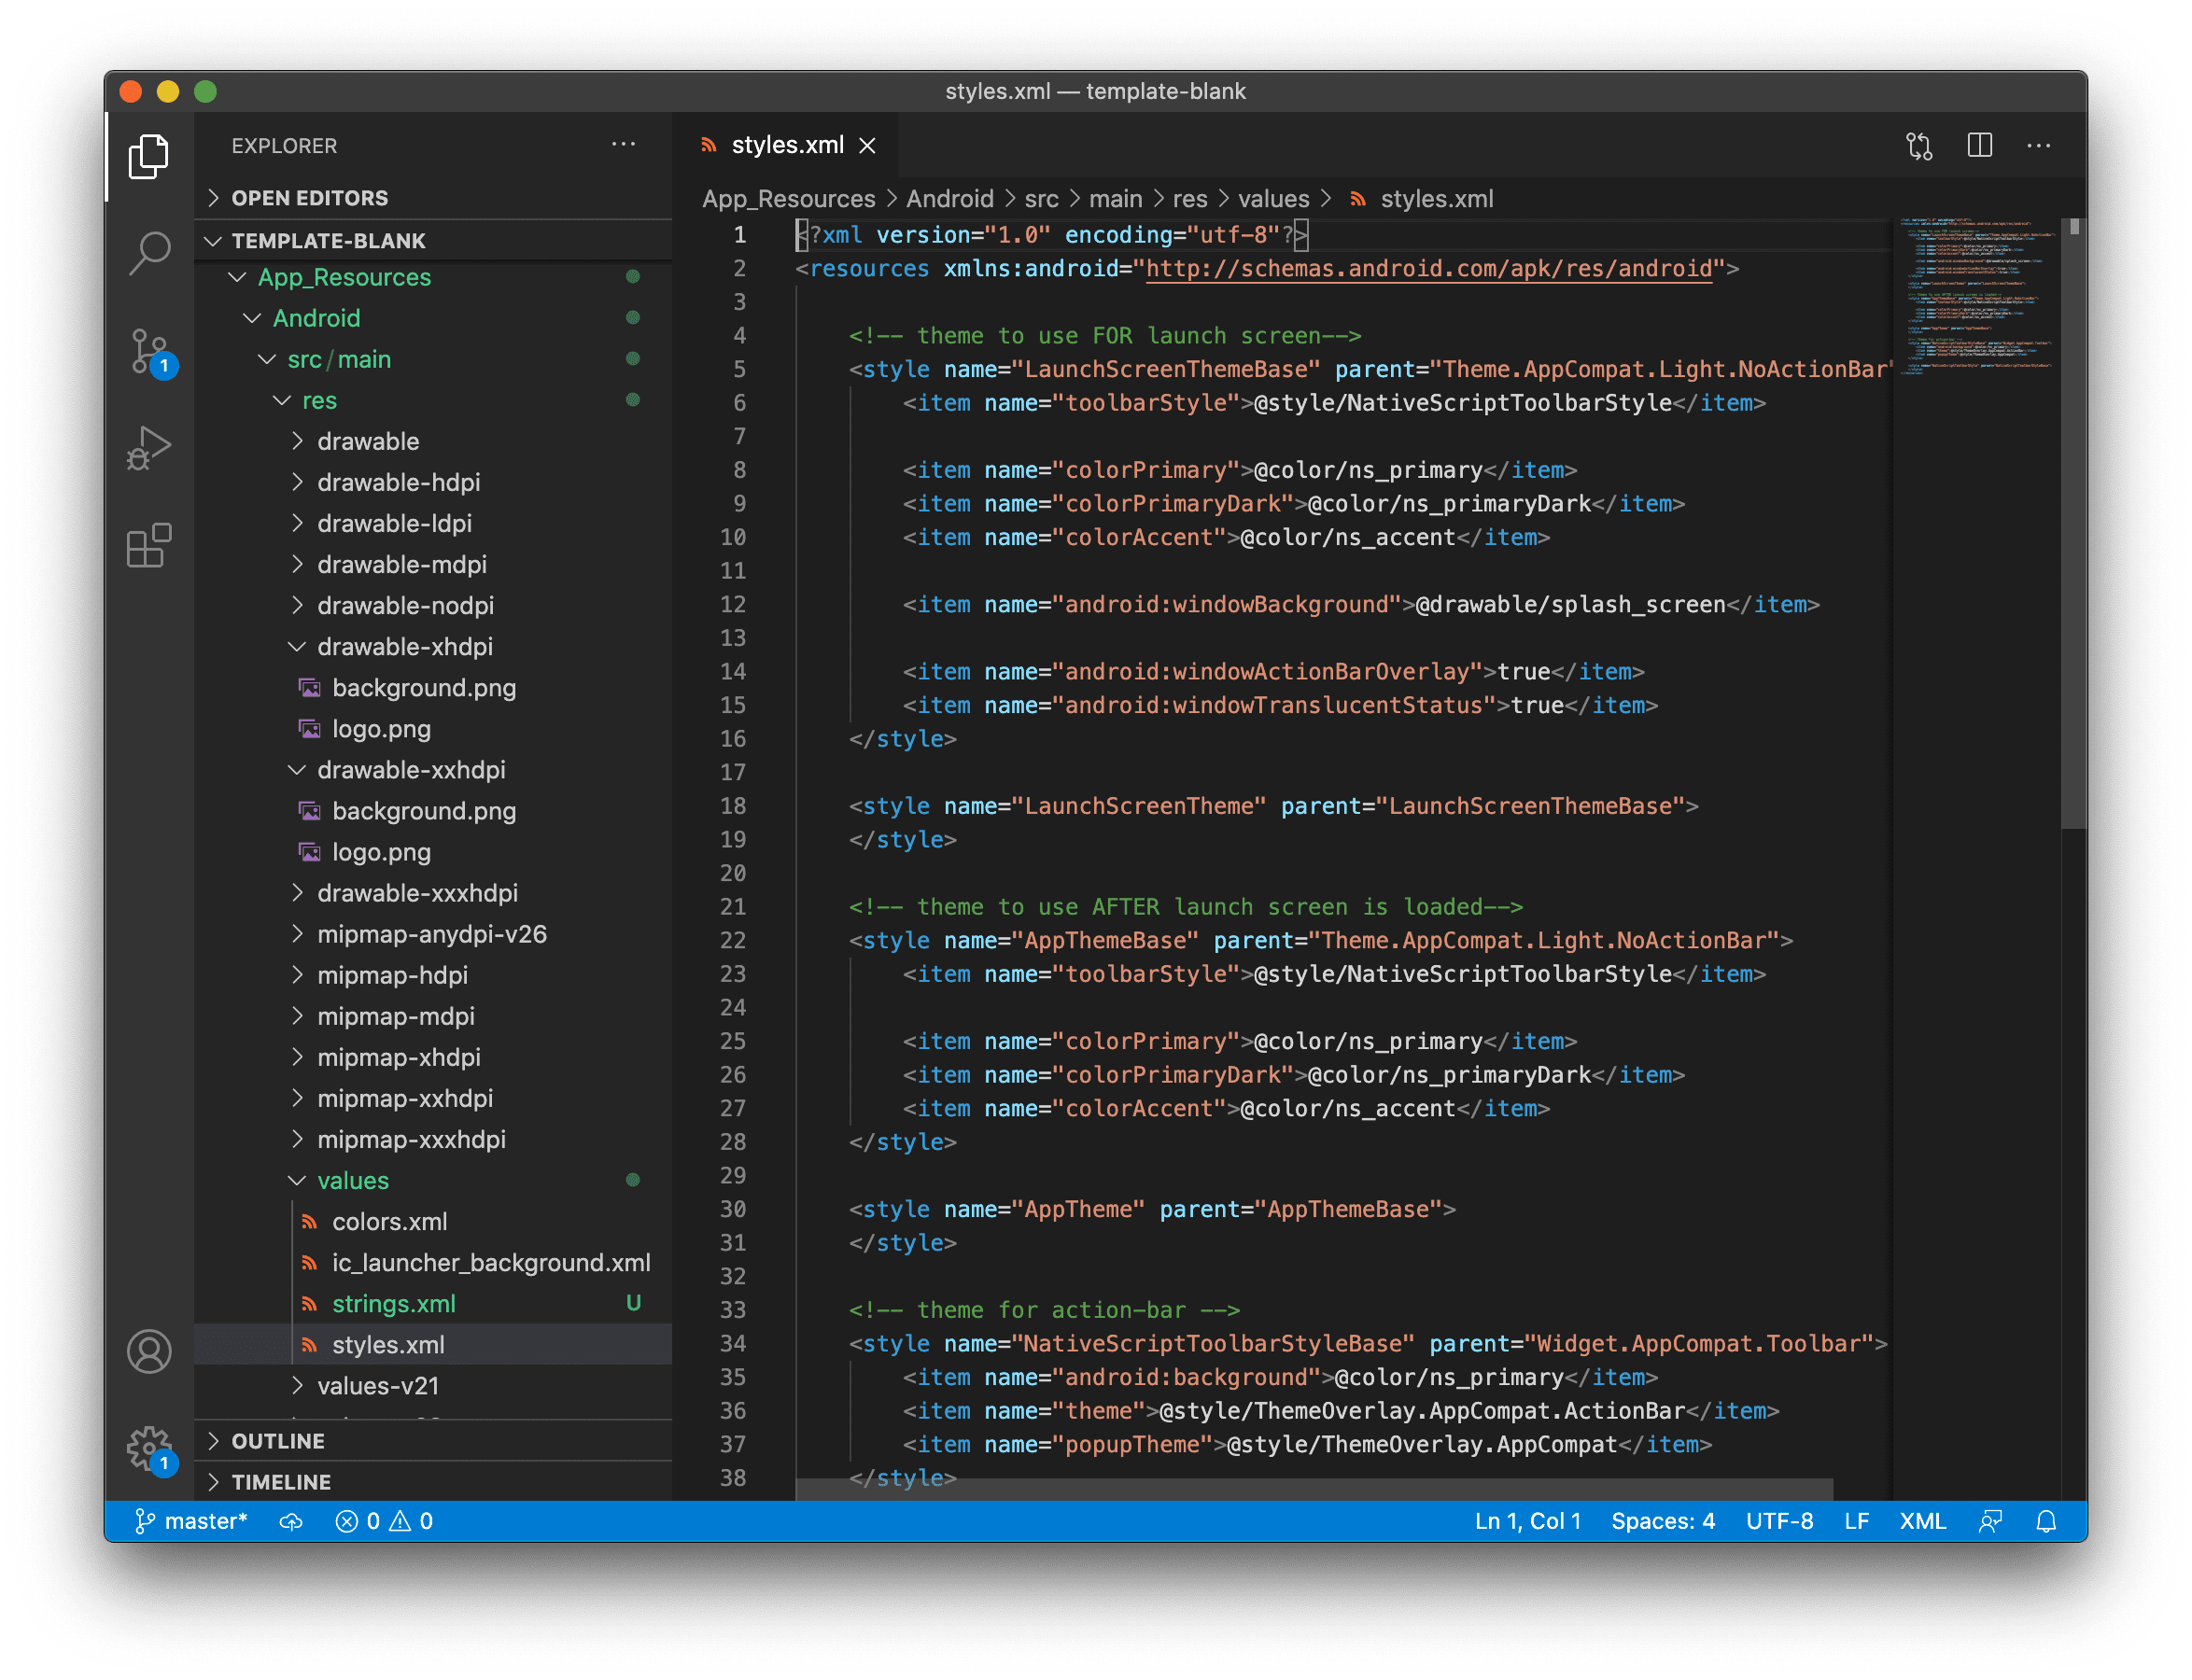 styles.xml — template-blank
EXPLORER
OPEN EDITORS
TEMPLATE-BLANK
App_Resources
Android
src/main
res
drawable
drawable-hdpi
drawable-ldpi
drawable-mdpi
drawable-nodpi
drawable-xhdpi
background.png
logo.png
drawable-xxhdpi
background.png
logo.png
drawable-xxxhdpi
mipmap-anydpi-v26
mipmap-hdpi
mipmap-mdpi
mipmap-xhdpi
mipmap-xxhdpi
mipmap-xxxhdpi
values
colors.xml
ic_launcher_background.xml
strings.xml U
styles.xml
values-v21
OUTLINE
TIMELINE
1
1
styles.xml
App_Resources > Android > src > main > res > values > styles.xml
1 <?xml version="1.0" encoding="utf-8"?>
2 <resources xmlns:android="http://schemas.android.com/apk/res/android">
3
4 <!-- theme to use FOR launch screen-->
5 <style name="LaunchScreenThemeBase" parent="Theme.AppCompat.Light.NoActionBar"
6 <item name="toolbarStyle">@style/NativeScriptToolbarStyle</item>
7
8 <item name="colorPrimary">@color/ns_primary</item>
9 <item name="colorPrimaryDark">@color/ns_primaryDark</item>
10 <item name="colorAccent">@color/ns_accent</item>
11
12 <item name="android:windowBackground">@drawable/splash_screen</item>
13
14 <item name="android:windowActionBarOverlay">true</item>
15 <item name="android:windowTranslucentStatus">true</item>
16 </style>
17
18 <style name="LaunchScreenTheme" parent="LaunchScreenThemeBase">
19 </style>
20
21 <!-- theme to use AFTER launch screen is loaded-->
22 <style name="AppThemeBase" parent="Theme.AppCompat.Light.NoActionBar">
23 <item name="toolbarStyle">@style/NativeScriptToolbarStyle</item>
24
25 <item name="colorPrimary">@color/ns_primary</item>
26 <item name="colorPrimaryDark">@color/ns_primaryDark</item>
27 <item name="colorAccent">@color/ns_accent</item>
28 </style>
29
30 <style name="AppTheme" parent="AppThemeBase">
31 </style>
32
33 <!-- theme for action-bar -->
34 <style name="NativeScriptToolbarStyleBase" parent="Widget.AppCompat.Toolbar">
35 <item name="android:background">@color/ns_primary</item>
36 <item name="theme">@style/ThemeOverlay.AppCompat.ActionBar</item>
37 <item name="popupTheme">@style/ThemeOverlay.AppCompat</item>
38 </style>
master* 0 0 Ln 1, Col 1 Spaces: 4 UTF-8 LF XML